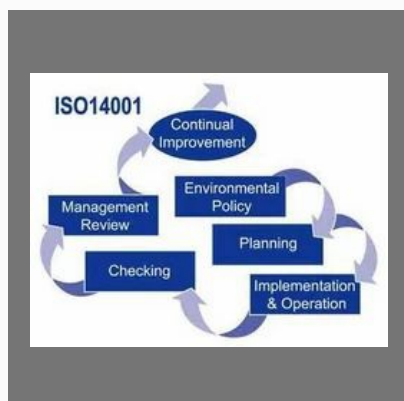 ISO14001
Continual
Improvement
Environmental
Policy
Management
Review
Planning
Checking
Implementation
& Operation